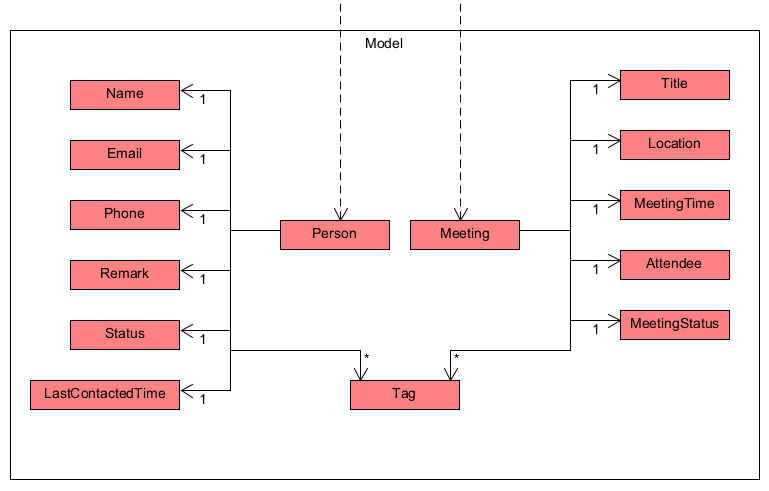 Model
Name
1
Email
1
Phone
1
Remark
1
Status
1
LastContactedTime
1
Person
Meeting
*
*
Tag
Title
1
Location
1
MeetingTime
1
Attendee
1
MeetingStatus
1